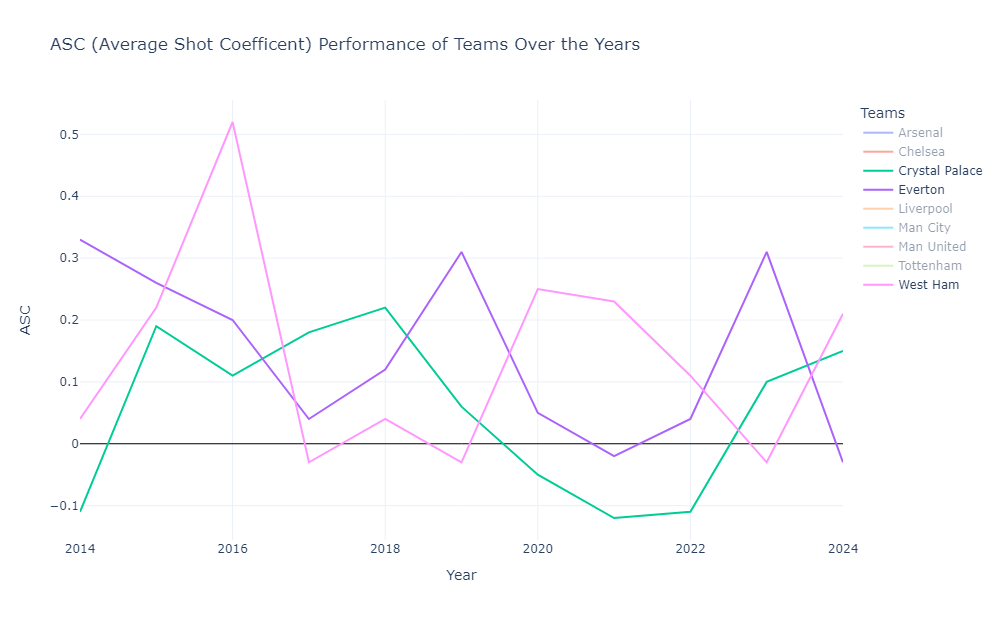 ASC (Average Shot Coefficent) Performance of Teams Over the Years
Teams
Arsenal
Chelsea
Crystal Palace
Everton
Liverpool
Man City
Man United
Tottenham
West Ham
0.5
0.4
0.3
0.2
0.1
0
−0.1
ASC
2014 2016 2018 2020 2022 2024
Year